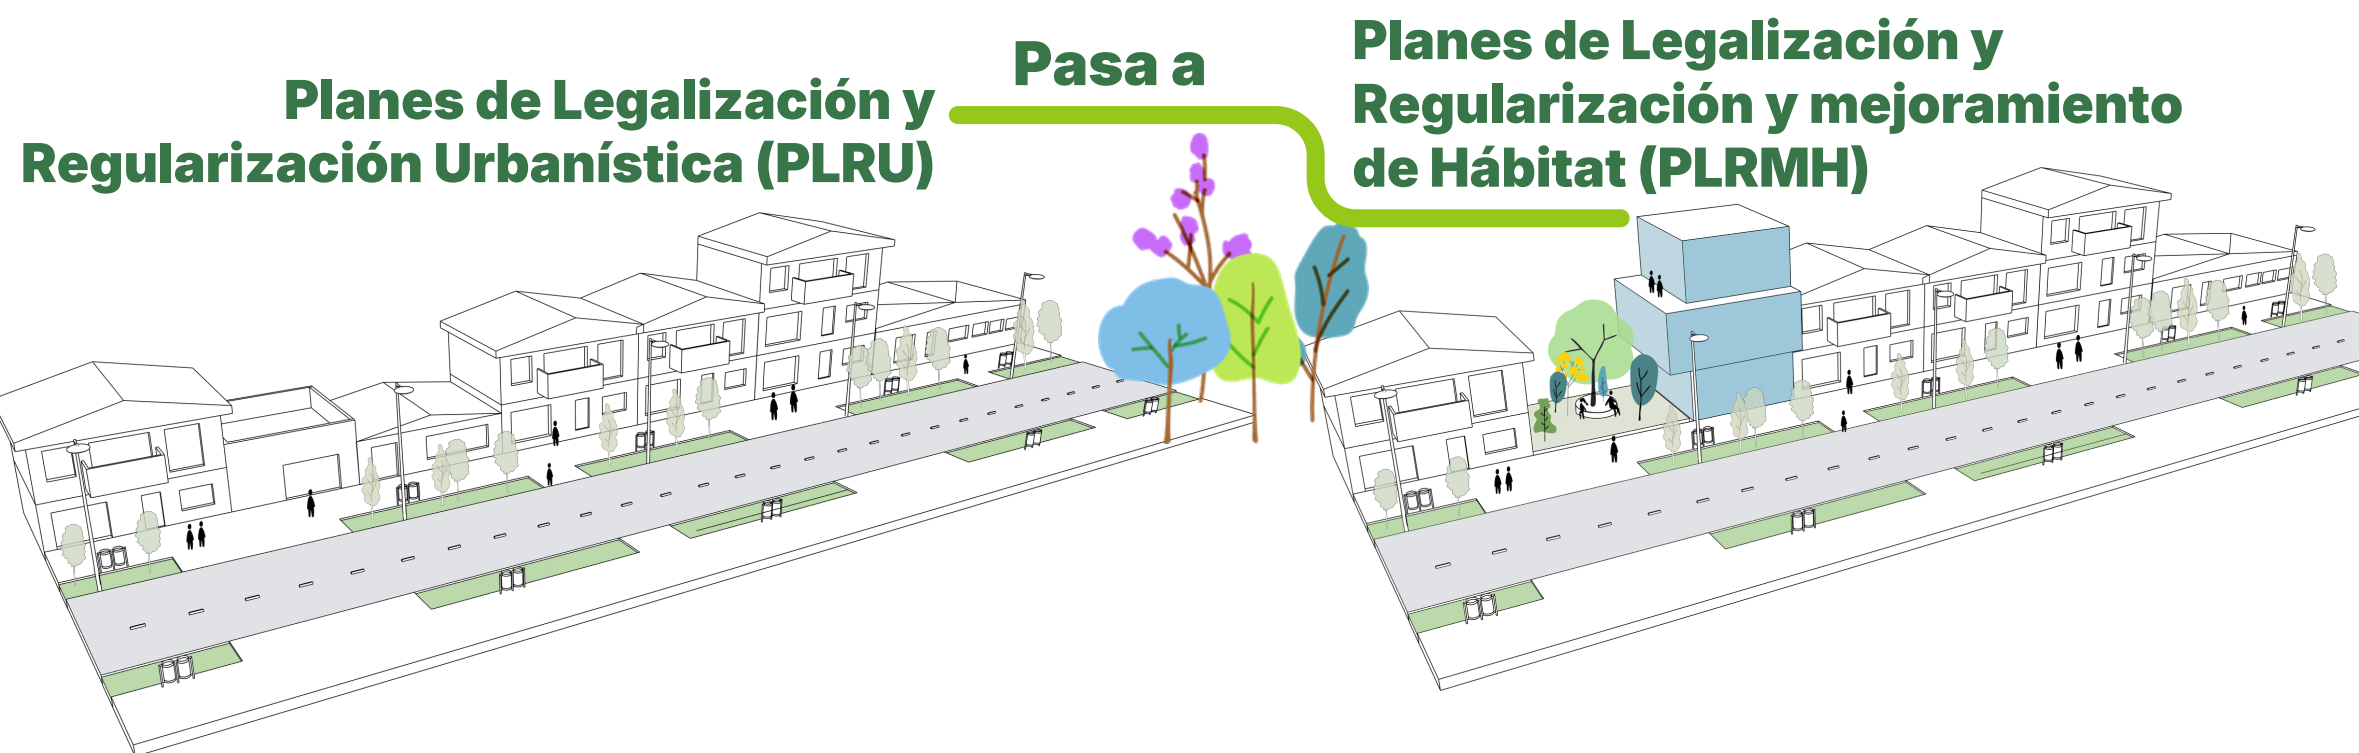 Planes de Legalización y
Regularización Urbanística (PLRU)
Pasa a
Planes de Legalización y
Regularización y mejoramiento
de Hábitat (PLRMH)